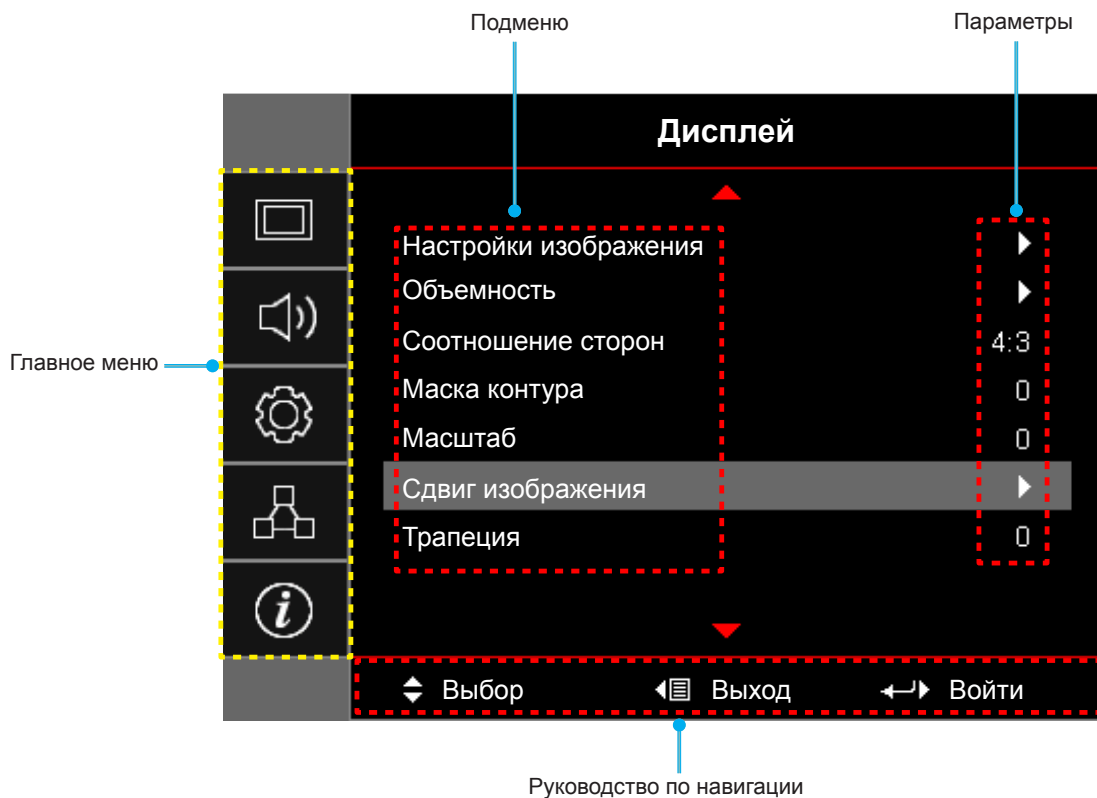 Подменю
Параметры
Дисплей
Настройки изображения
Объемность
Соотношение сторон 4:3
Маска контура 0
Масштаб 0
Сдвиг изображения
Трапеция 0
Главное меню
i
Выбор Выход Войти
Руководство по навигации